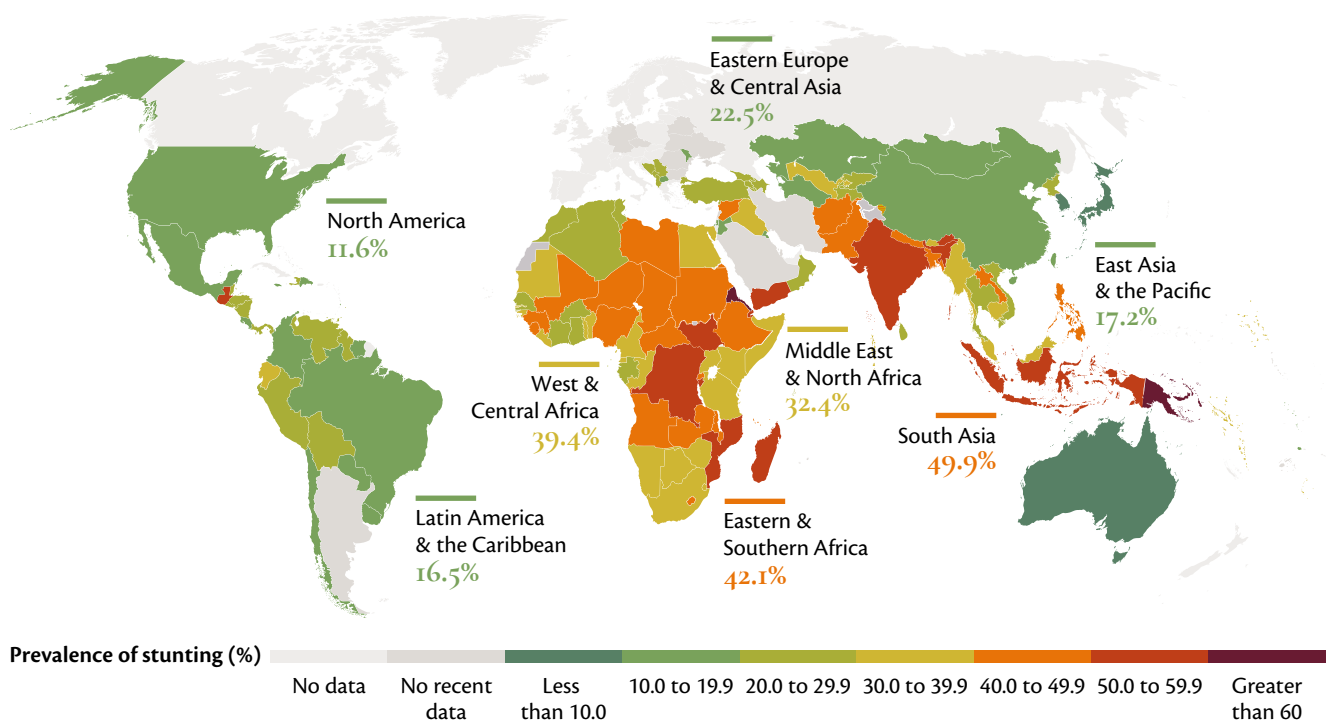 Eastern Europe
& Central Asia
22.5%
North America
11.6%
East Asia
& the Pacific
17.2%
Middle East
& North Africa
32.4%
West &
Central Africa
39.4%
South Asia
49.9%
Latin America
& the Caribbean
16.5%
Eastern &
Southern Africa
42.1%
Prevalence of stunting (%)
No data
No recent
data
Less
than 10.0
10.0 to 19.9
20.0 to 29.9
30.0 to 39.9
40.0 to 49.9
50.0 to 59.9
Greater
than 60